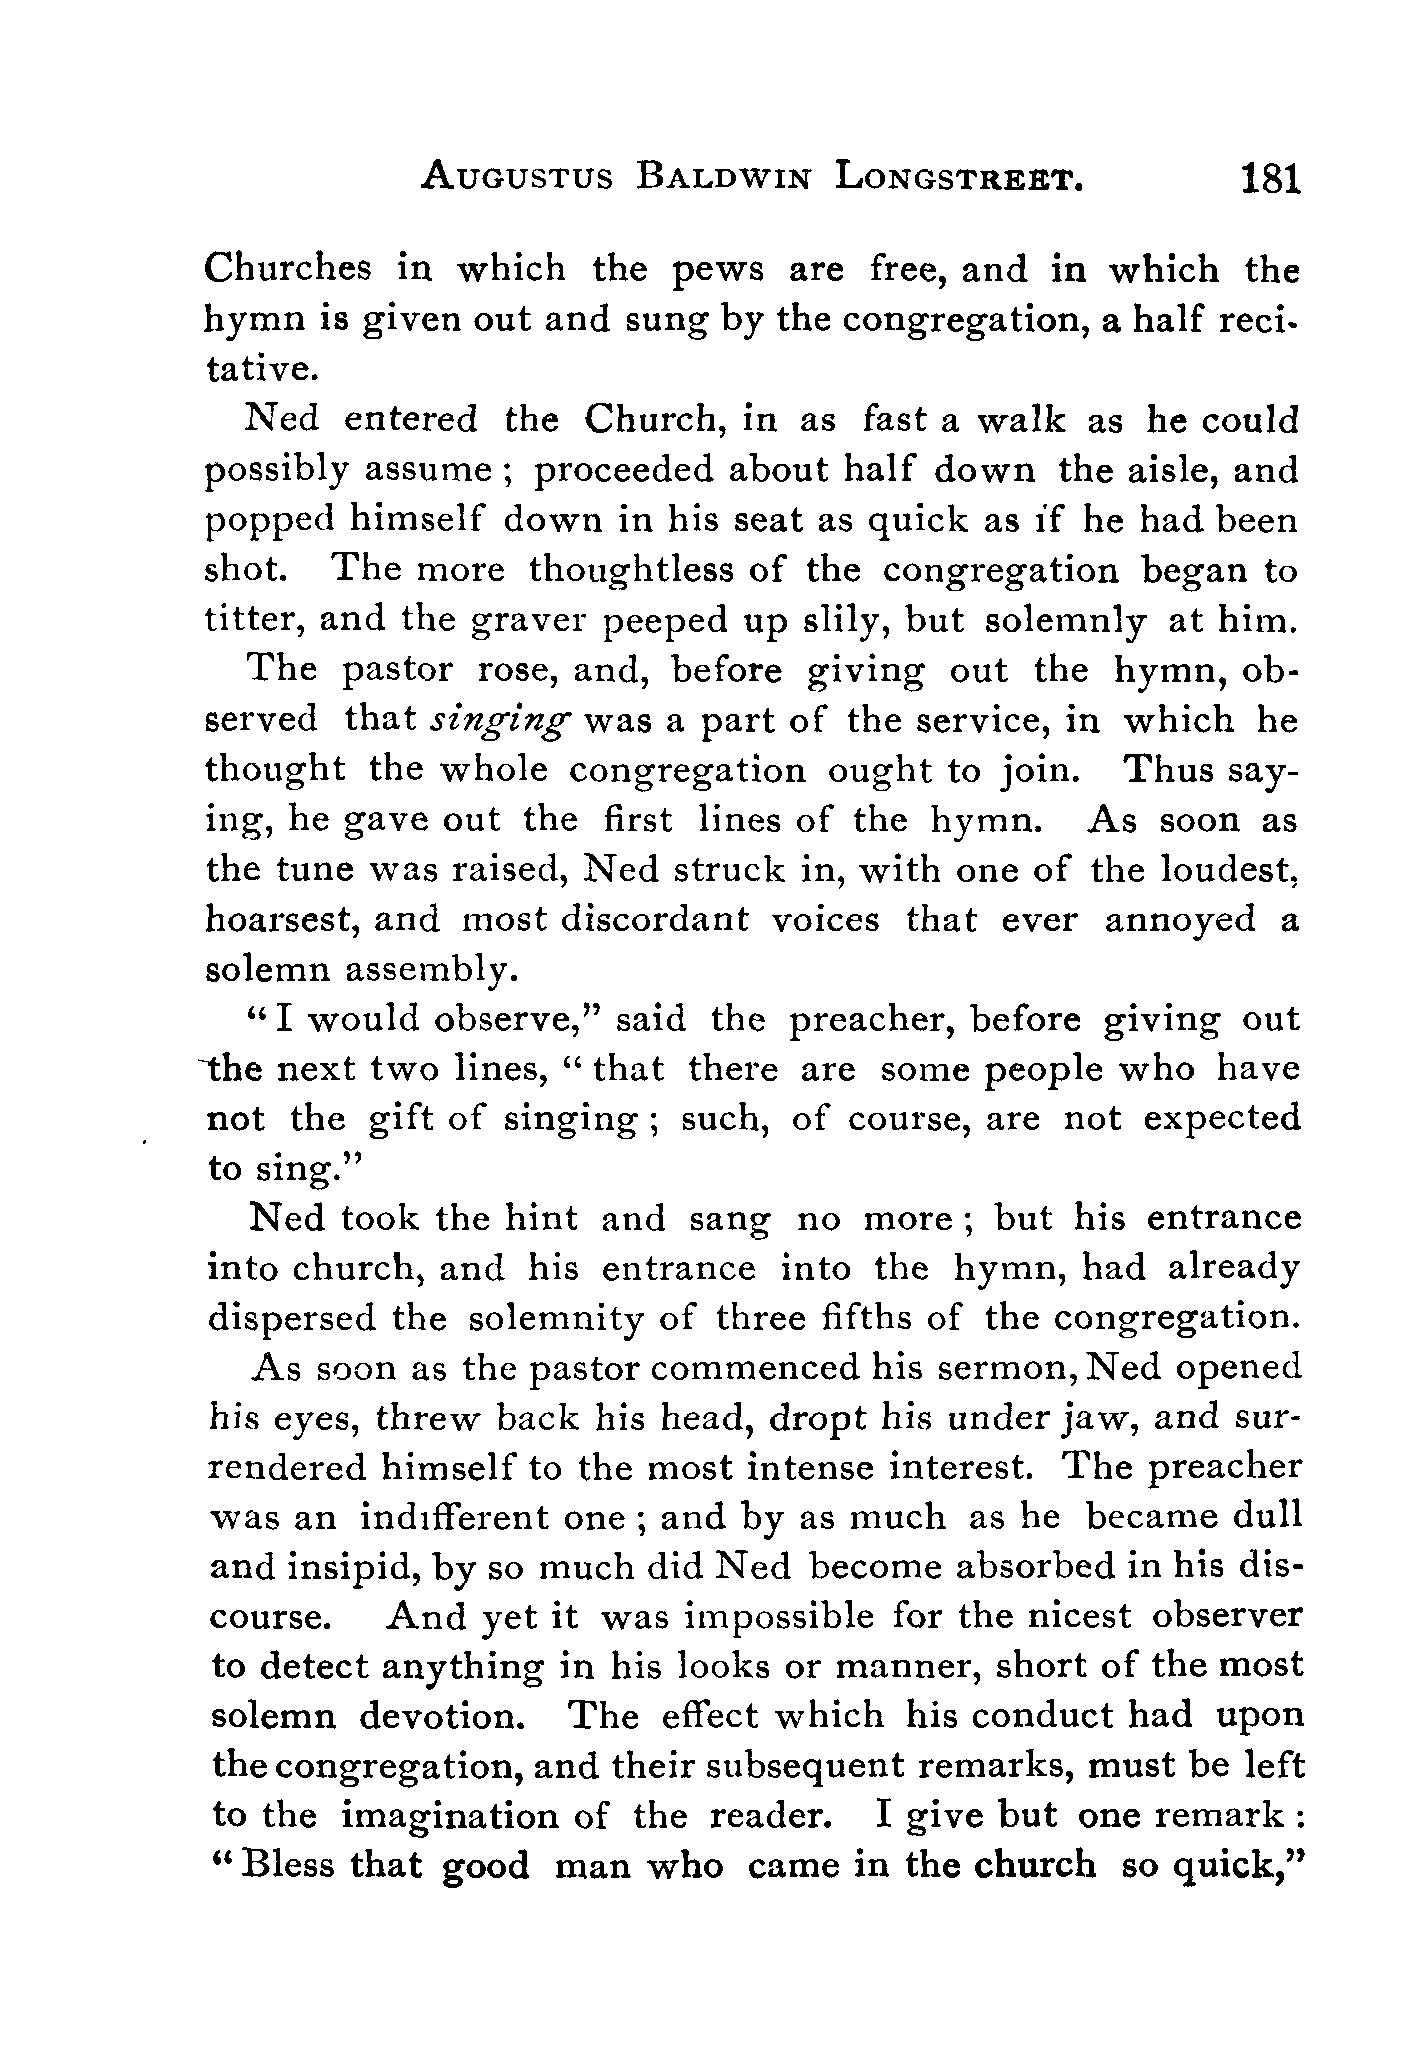 AUGUSTUS BALDWIN LONGSTREET. 181
Churches in which the pews are free, and in which the
hymn is given out and sung by the congregation, a half reci-
tative.
Ned entered the Church, in as fast a walk as he could
possibly assume ; proceeded about half down the aisle, and
popped himself down in his seat as quick as if he had been
shot. The more thoughtless of the congregation began to
titter, and the graver peeped up slily, but solemnly at him.
The pastor rose, and, before giving out the hymn, ob-
served that singing was a part of the service, in which he
thought the whole congregation ought to join. Thus say-
ing, he gave out the first lines of the hymn. As soon as
the tune was raised, Ned struck in, with one of the loudest,
hoarsest, and most discordant voices that ever annoyed a
solemn assembly.
“ I would observe,” said the preacher, before giving out
the next two lines, “ that there are some people who have
not the gift of singing ; such, of course, are not expected
to sing.”
Ned took the hint and sang no more ; but his entrance
into church, and his entrance into the hymn, had already
dispersed the solemnity of three fifths of the congregation.
As soon as the pastor commenced his sermon, Ned opened
his eyes, threw back his head, dropt his under jaw, and sur-
rendered himself to the most intense interest. The preacher
was an indifferent one ; and by as much as he became dull
and insipid, by so much did Ned become absorbed in his dis-
course. And yet it was impossible for the nicest observer
to detect anything in his looks or manner, short of the most
solemn devotion. The effect which his conduct had upon
the congregation, and their subsequent remarks, must be left
to the imagination of the reader. I give but one remark :
“ Bless that good man who came in the church so quick,”